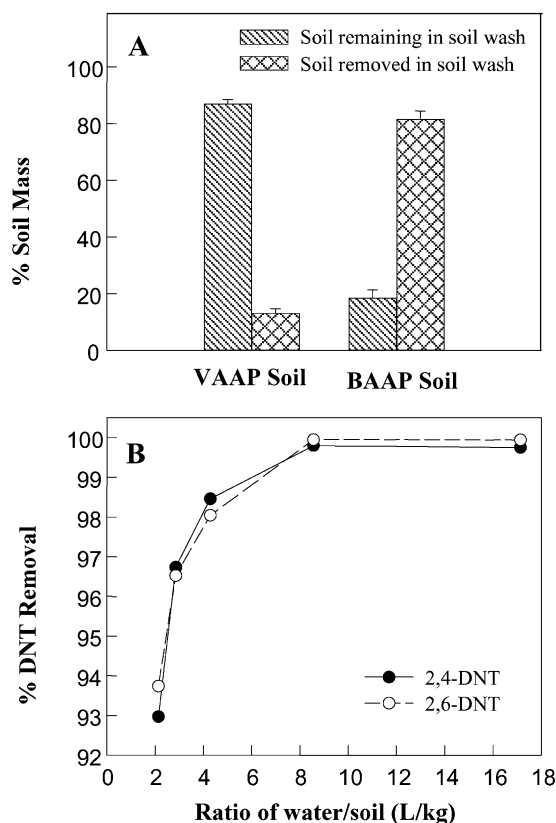 A
Soil remaining in soil wash
Soil removed in soil wash
100
80
60
40
20
0
% Soil Mass
VAAP Soil BAAP Soil
B
100
99
98
97
96
95
94
93
92
% DNT Removal
2,4-DNT
2,6-DNT
0 2 4 6 8 10 12 14 16 18
Ratio of water/soil (L/kg)